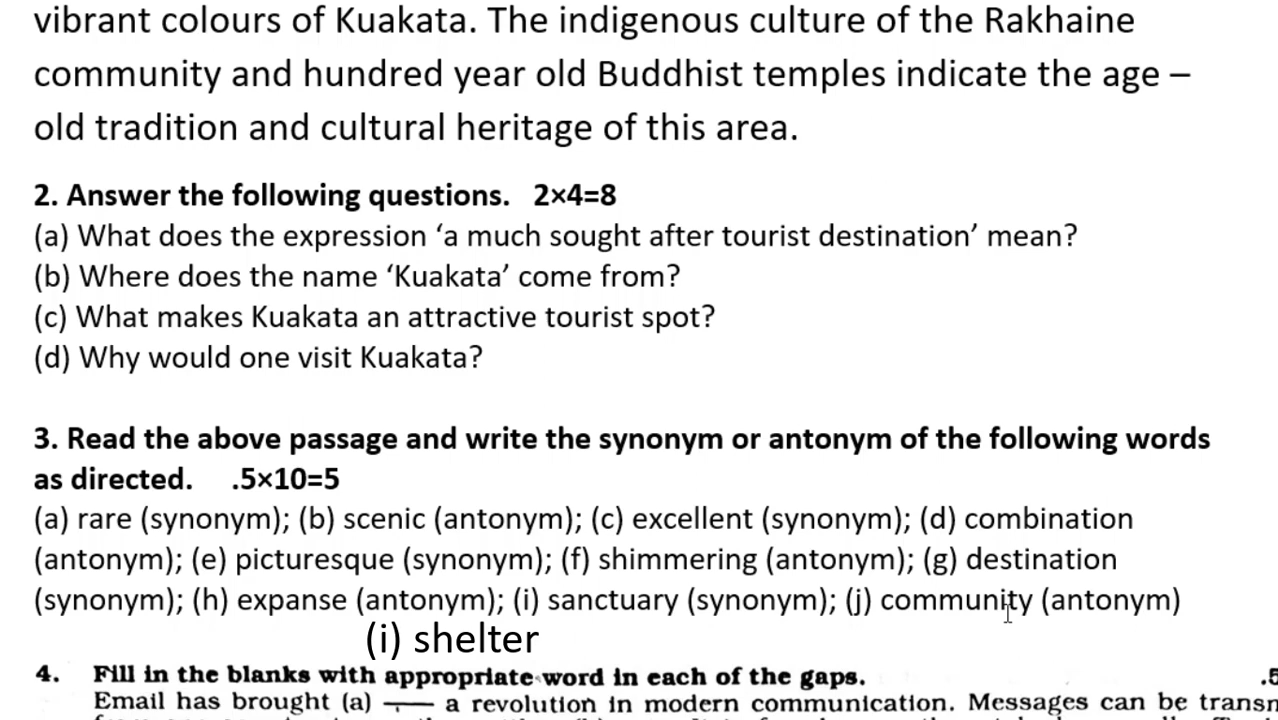 vibrant colours of Kuakata. The indigenous culture of the Rakhaine
community and hundred year old Buddhist temples indicate the age –
old tradition and cultural heritage of this area.
2. Answer the following questions. 2×4=8
(a) What does the expression ‘a much sought after tourist destination’ mean?
(b) Where does the name ‘Kuakata’ come from?
(c) What makes Kuakata an attractive tourist spot?
(d) Why would one visit Kuakata?
3. Read the above passage and write the synonym or antonym of the following words
as directed. .5×10=5
(a) rare (synonym); (b) scenic (antonym); (c) excellent (synonym); (d) combination
(antonym); (e) picturesque (synonym); (f) shimmering (antonym); (g) destination
(synonym); (h) expanse (antonym); (i) sanctuary (synonym); (j) community (antonym)
(i) shelter
4. Fill in the blanks with appropriate word in each of the gaps. .5
Email has brought (a) — a revolution in modern communication. Messages can be